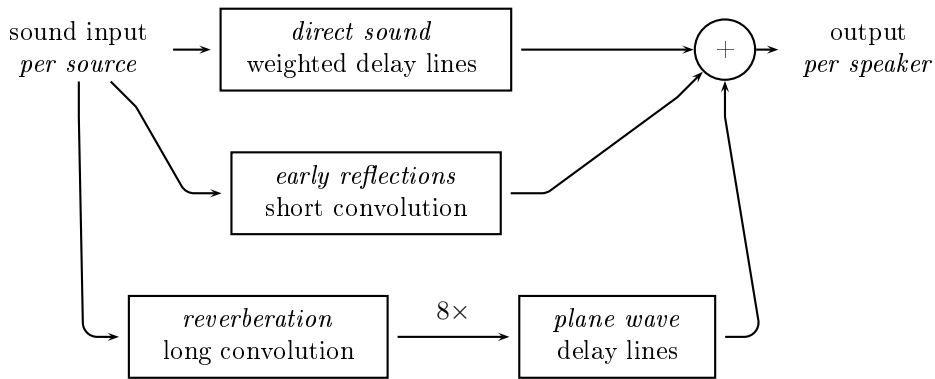 sound input
per source
direct sound
weighted delay lines
+
output
per speaker
early reflections
short convolution
reverberation
long convolution
8×
plane wave
delay lines